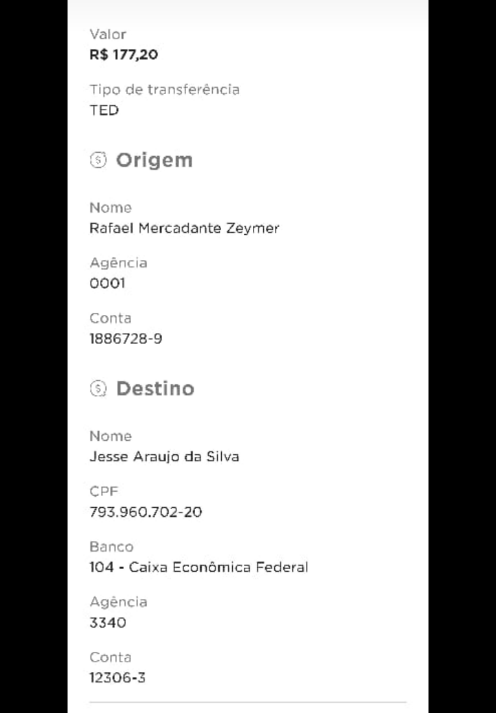 Valor
R$ 177,20
Tipo de transferência
TED
Origem
Nome
Rafael Mercadante Zeymer
Agência
0001
Conta
1886728-9
Destino
Nome
Jesse Araujo da Silva
CPF
793.960.702-20
Banco
104 - Caixa Econômica Federal
Agência
3340
Conta
12306-3